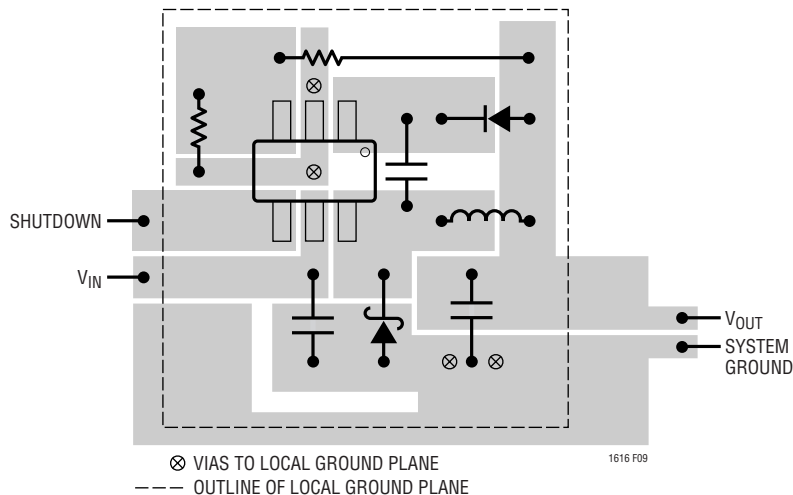 SHUTDOWN
VIN
VOUT
SYSTEM
GROUND
⊗ VIAS TO LOCAL GROUND PLANE
1616 F09
--- OUTLINE OF LOCAL GROUND PLANE